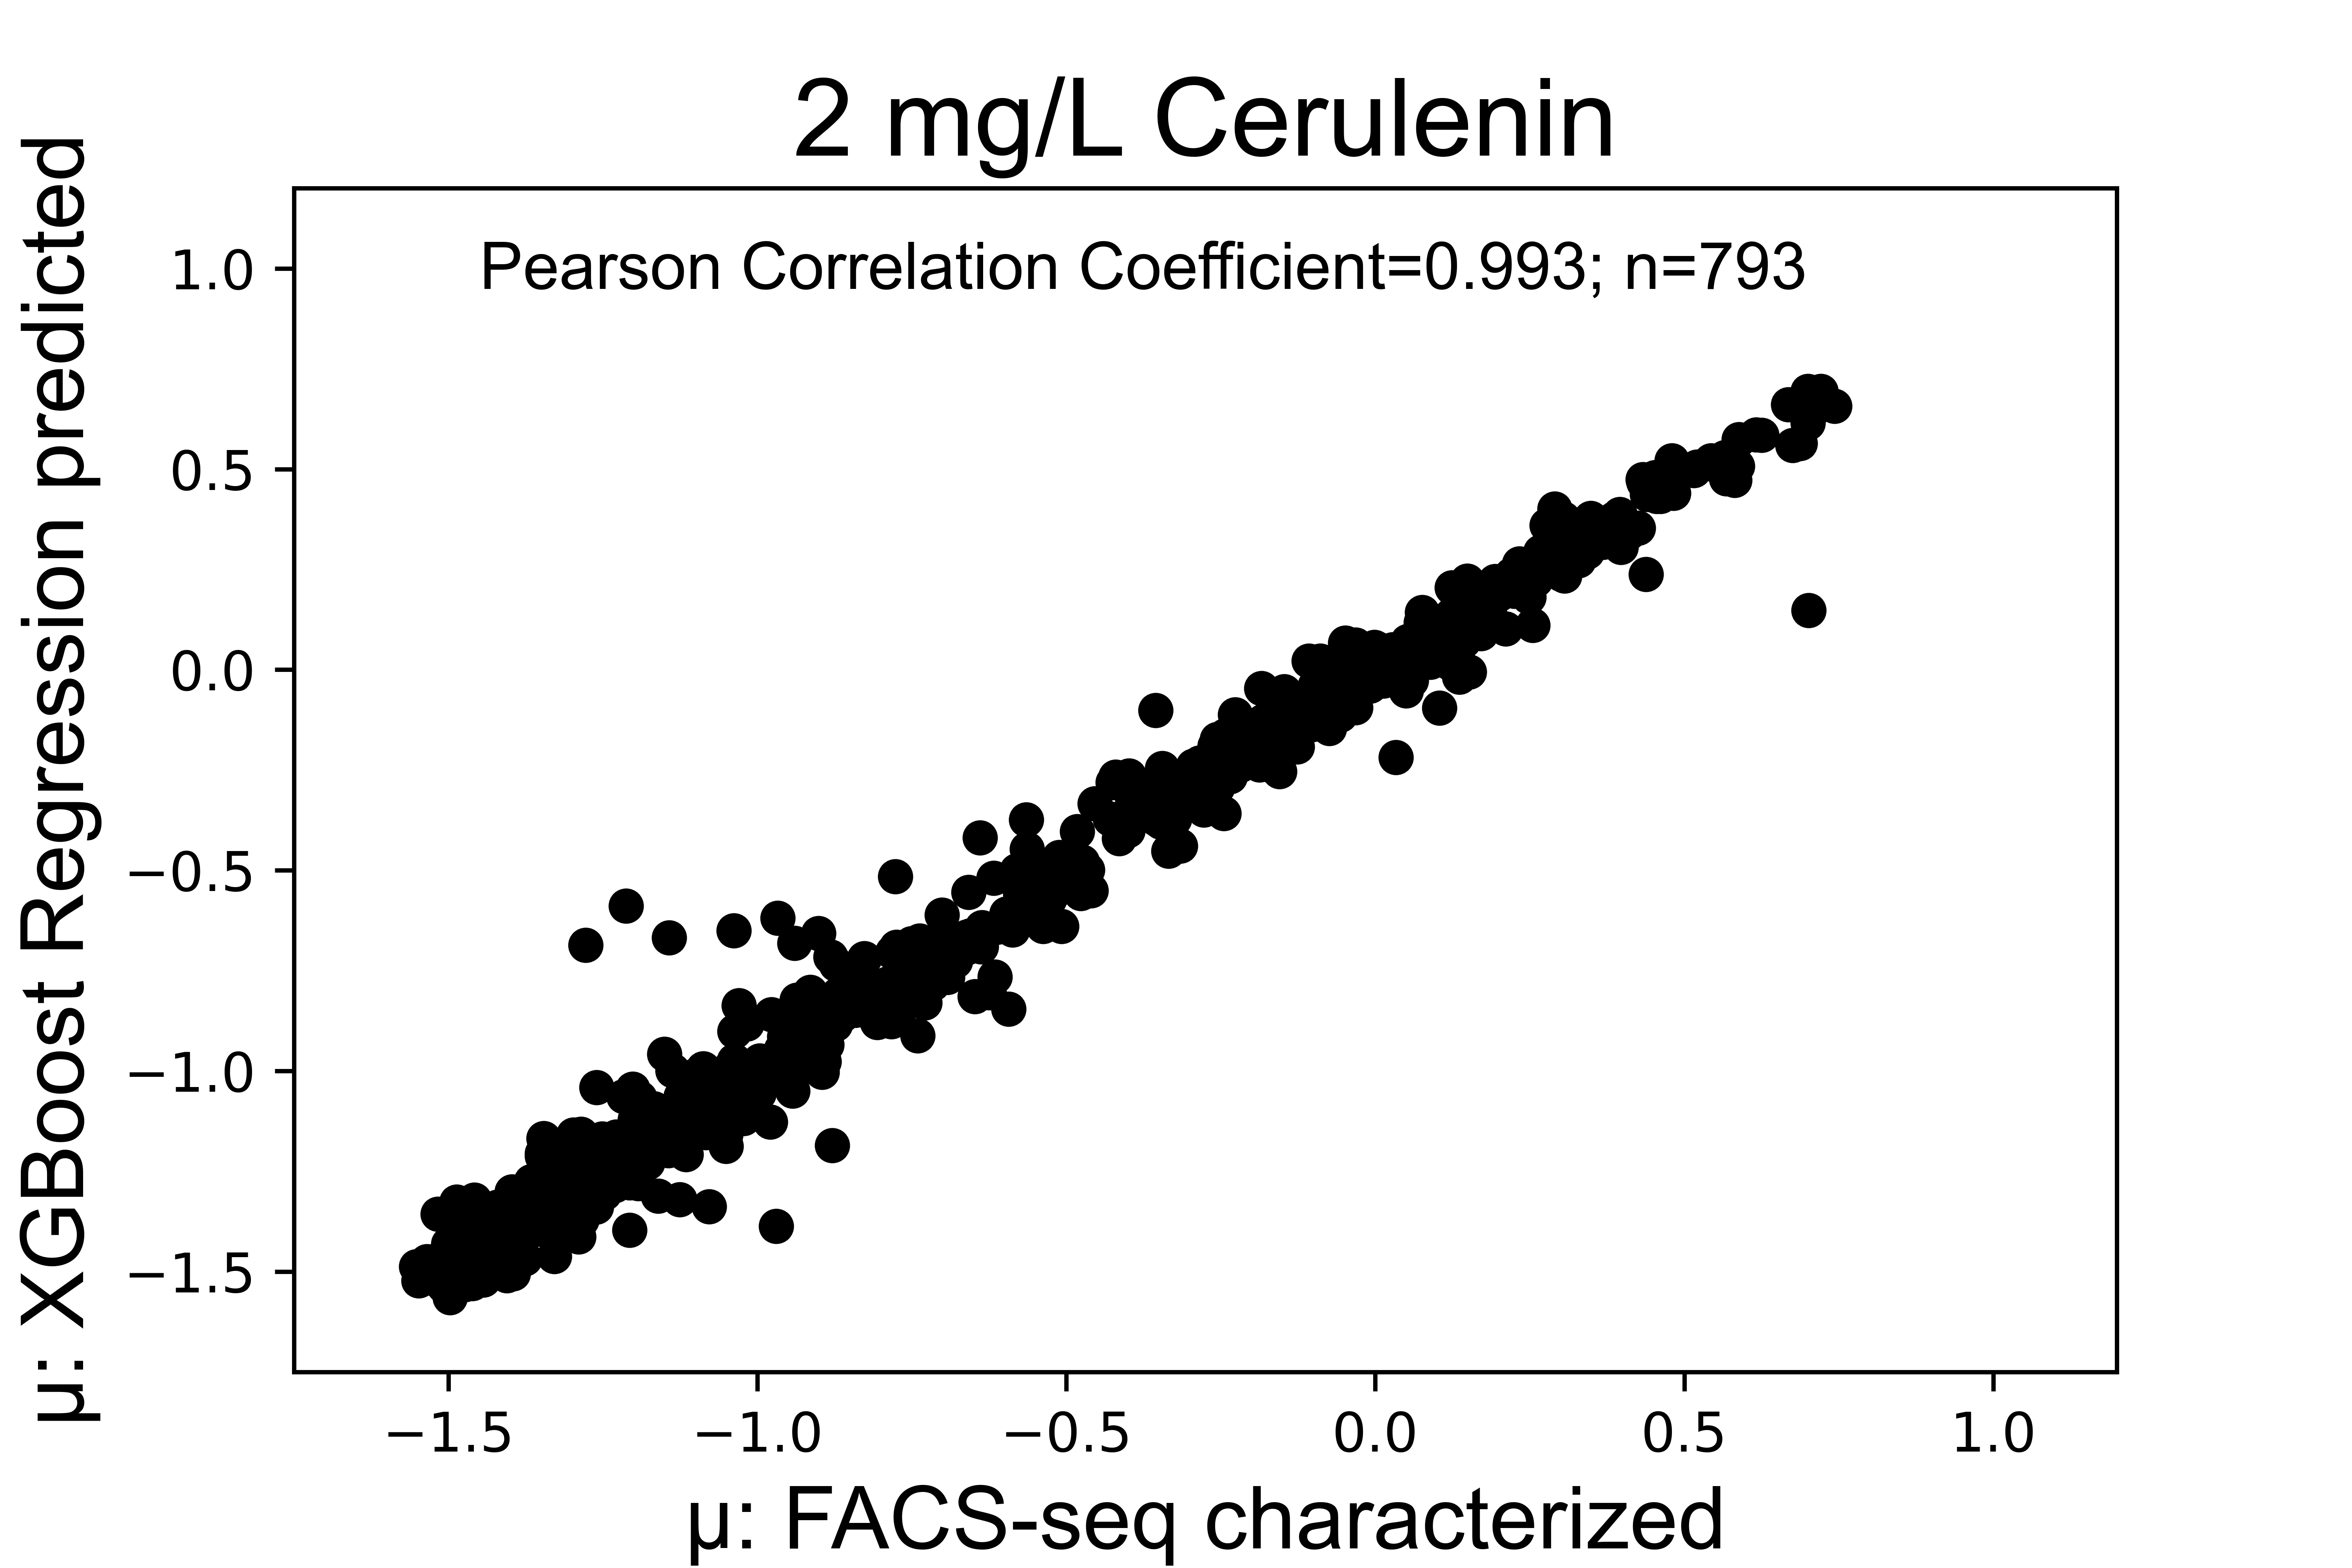 2 mg/L Cerulenin
Pearson Correlation Coefficient=0.993; n=793
μ: XGBoost Regression predicted
1.0
0.5
0.0
−0.5
−1.0
−1.5
−1.5 −1.0 −0.5 0.0 0.5 1.0
μ: FACS-seq characterized